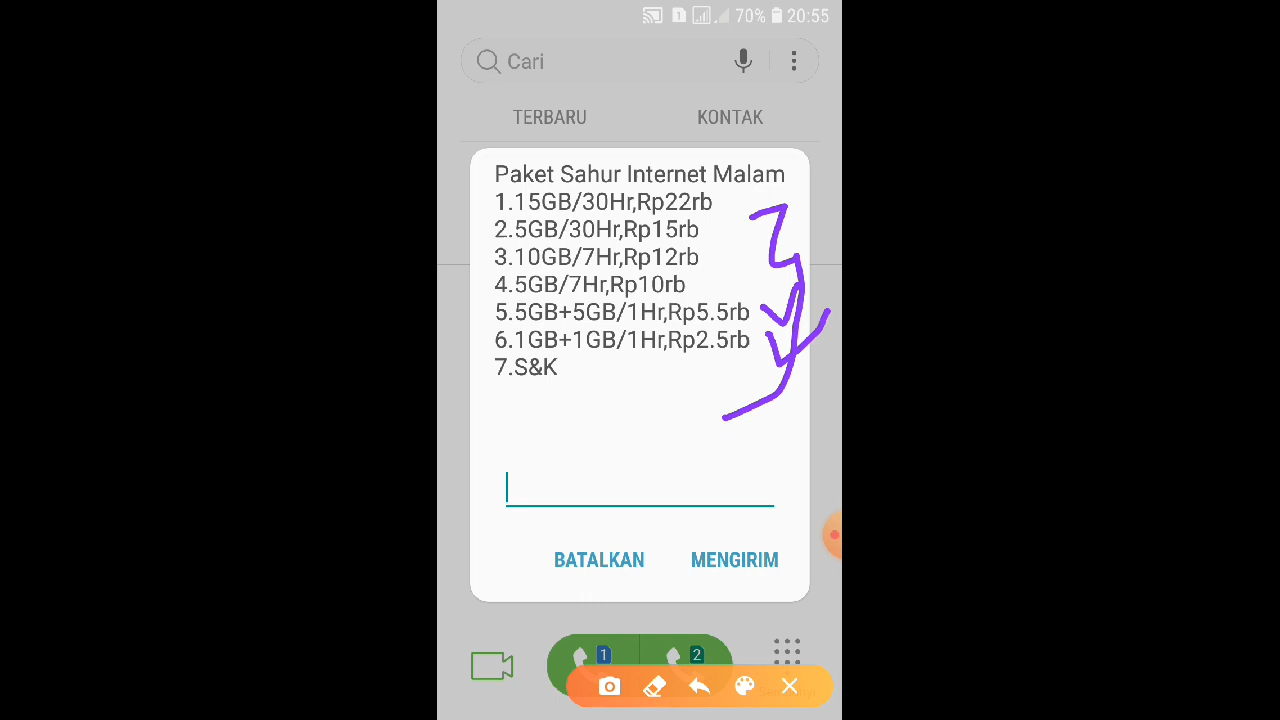 1 70% 20:55
Cari
TERBARU KONTAK
Paket Sahur Internet Malam
1.15GB/30Hr,Rp22rb
2.5GB/30Hr,Rp15rb
3.10GB/7Hr,Rp12rb
4.5GB/7Hr,Rp10rb
5.5GB+5GB/1Hr,Rp5.5rb
6.1GB+1GB/1Hr,Rp2.5rb
7.S&K
BATALKAN MENGIRIM
1 2